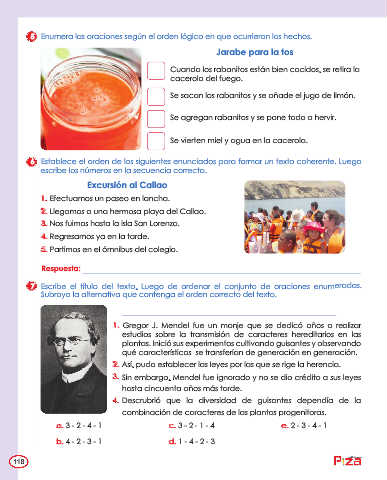 5 Enumera las oraciones según el orden lógico en que ocurrieron los hechos.
Jarabe para la tos
Cuando los rabanitos están bien cocidos, se retira la
cacerola del fuego.
Se sacan los rabanitos y se añade el jugo de limón.
Se agregan rabanitos y se pone todo a hervir.
Se vierten miel y agua en la cacerola.
6 Establece el orden de los siguientes enunciados para formar un texto coherente. Luego
escribe los números en la secuencia correcta.
Excursión al Callao
1. Efectuamos un paseo en lancha.
2. Llegamos a una hermosa playa del Callao.
3. Nos fuimos hasta la isla San Lorenzo.
4. Regresamos ya en la tarde.
5. Partimos en el ómnibus del colegio.
Respuesta:
7 Escribe el título del texto. Luego de ordenar el conjunto de oraciones enumeradas.
Subraya la alternativa que contenga el orden correcto del texto.
1. Gregor J. Mendel fue un monje que se dedicó años a realizar
estudios sobre la transmisión de caracteres hereditarios en las
plantas. Inició sus experimentos cultivando guisantes y observando
qué características se transferían de generación en generación.
2. Así, pudo establecer las leyes por las que se rige la herencia.
3. Sin embargo, Mendel fue ignorado y no se dio crédito a sus leyes
hasta cincuenta años más tarde.
4. Descrubrió que la diversidad de guisantes dependía de la
combinación de caracteres de las plantas progenitoras.
a. 3 - 2 - 4 - 1 c. 3 - 2 - 1 - 4 e. 2 - 3 - 4 - 1
b. 4 - 2 - 3 - 1 d. 1 - 4 - 2 - 3
118